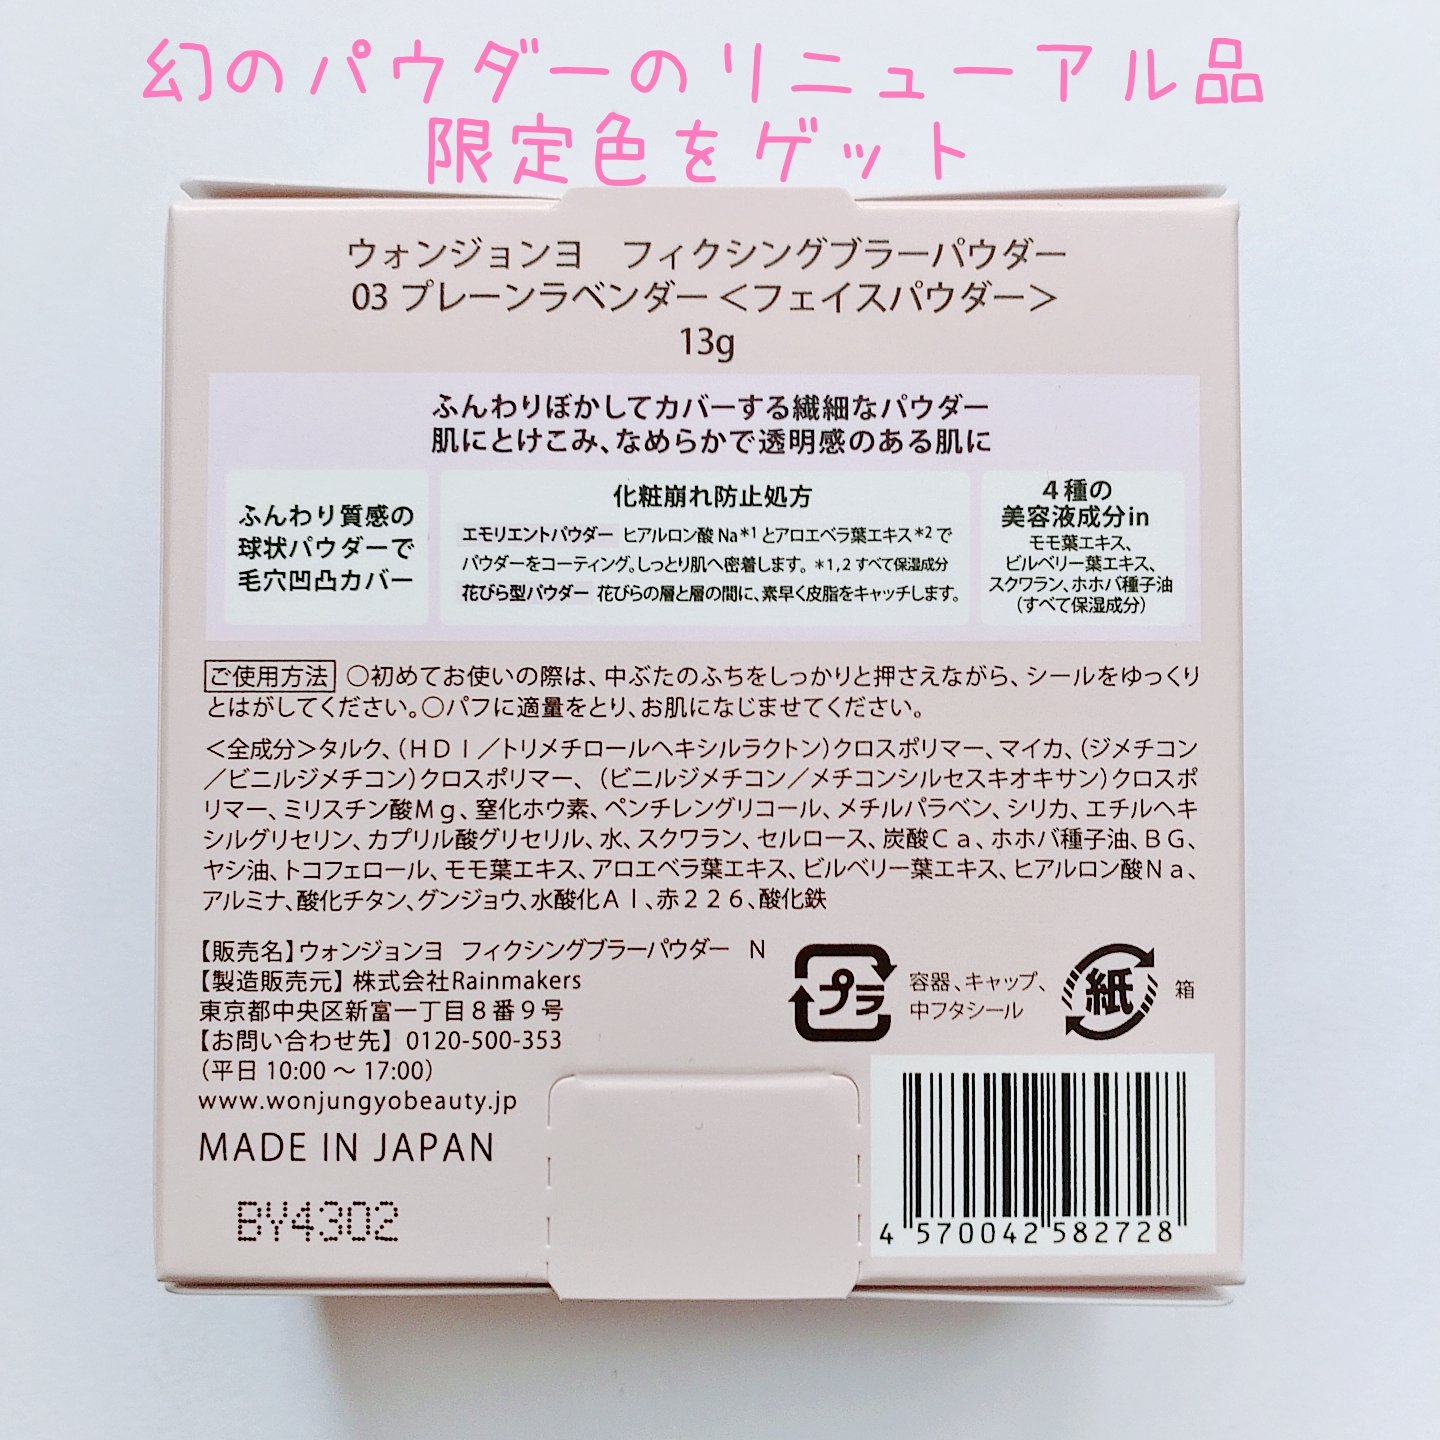 幻のパウダーのリニューアル品
限定色をゲット
ウォンジョンヨ　フィクシングブラーパウダー
03 プレーンラベンダー＜フェイスパウダー＞
13g
ふんわりぼかしてカバーする繊細なパウダー
肌にとけこみ、なめらかで透明感のある肌に
ふんわり質感の
球状パウダーで
毛穴凹凸カバー
化粧崩れ防止処方
エモリエントパウダー ヒアルロン酸 Na*1 とアロエベラ葉エキス*2 で
パウダーをコーティング。しっとり肌へ密着します。 *1,2 すべて保湿成分
花びら型パウダー 花びらの層と層の間に、素早く皮脂をキャッチします。
４種の
美容液成分in
モモ葉エキス、
ビルベリー葉エキス、
スクワラン、ホホバ種子油
（すべて保湿成分）
ご使用方法 〇初めてお使いの際は、中ぶたのふちをしっかりと押さえながら、シールをゆっくり
とはがしてください。〇パフに適量をとり、お肌になじませてください。
＜全成分＞タルク、（ＨＤＩ／トリメチロールヘキシルラクトン）クロスポリマー、マイカ、（ジメチコン
／ビニルジメチコン）クロスポリマー、（ビニルジメチコン／メチコンシルセスキオキサン）クロスポ
リマー、ミリスチン酸Ｍｇ、窒化ホウ素、ペンチレングリコール、メチルパラベン、シリカ、エチルヘキ
シルグリセリン、カプリル酸グリセリル、水、スクワラン、セルロース、炭酸Ｃａ、ホホバ種子油、ＢＧ、
ヤシ油、トコフェロール、モモ葉エキス、アロエベラ葉エキス、ビルベリー葉エキス、ヒアルロン酸Ｎａ、
アルミナ、酸化チタン、グンジョウ、水酸化Ａｌ、赤２２６、酸化鉄
【販売名】ウォンジョンヨ　フィクシングブラーパウダー　Ｎ
【製造販売元】株式会社Rainmakers
東京都中央区新富一丁目８番９号
【お問い合わせ先】0120-500-353
（平日 10:00 ～ 17:00）
www.wonjungyobeauty.jp
MADE IN JAPAN
BY4302
プラ
容器、キャップ、
中フタシール
紙
箱
4 570042 582728